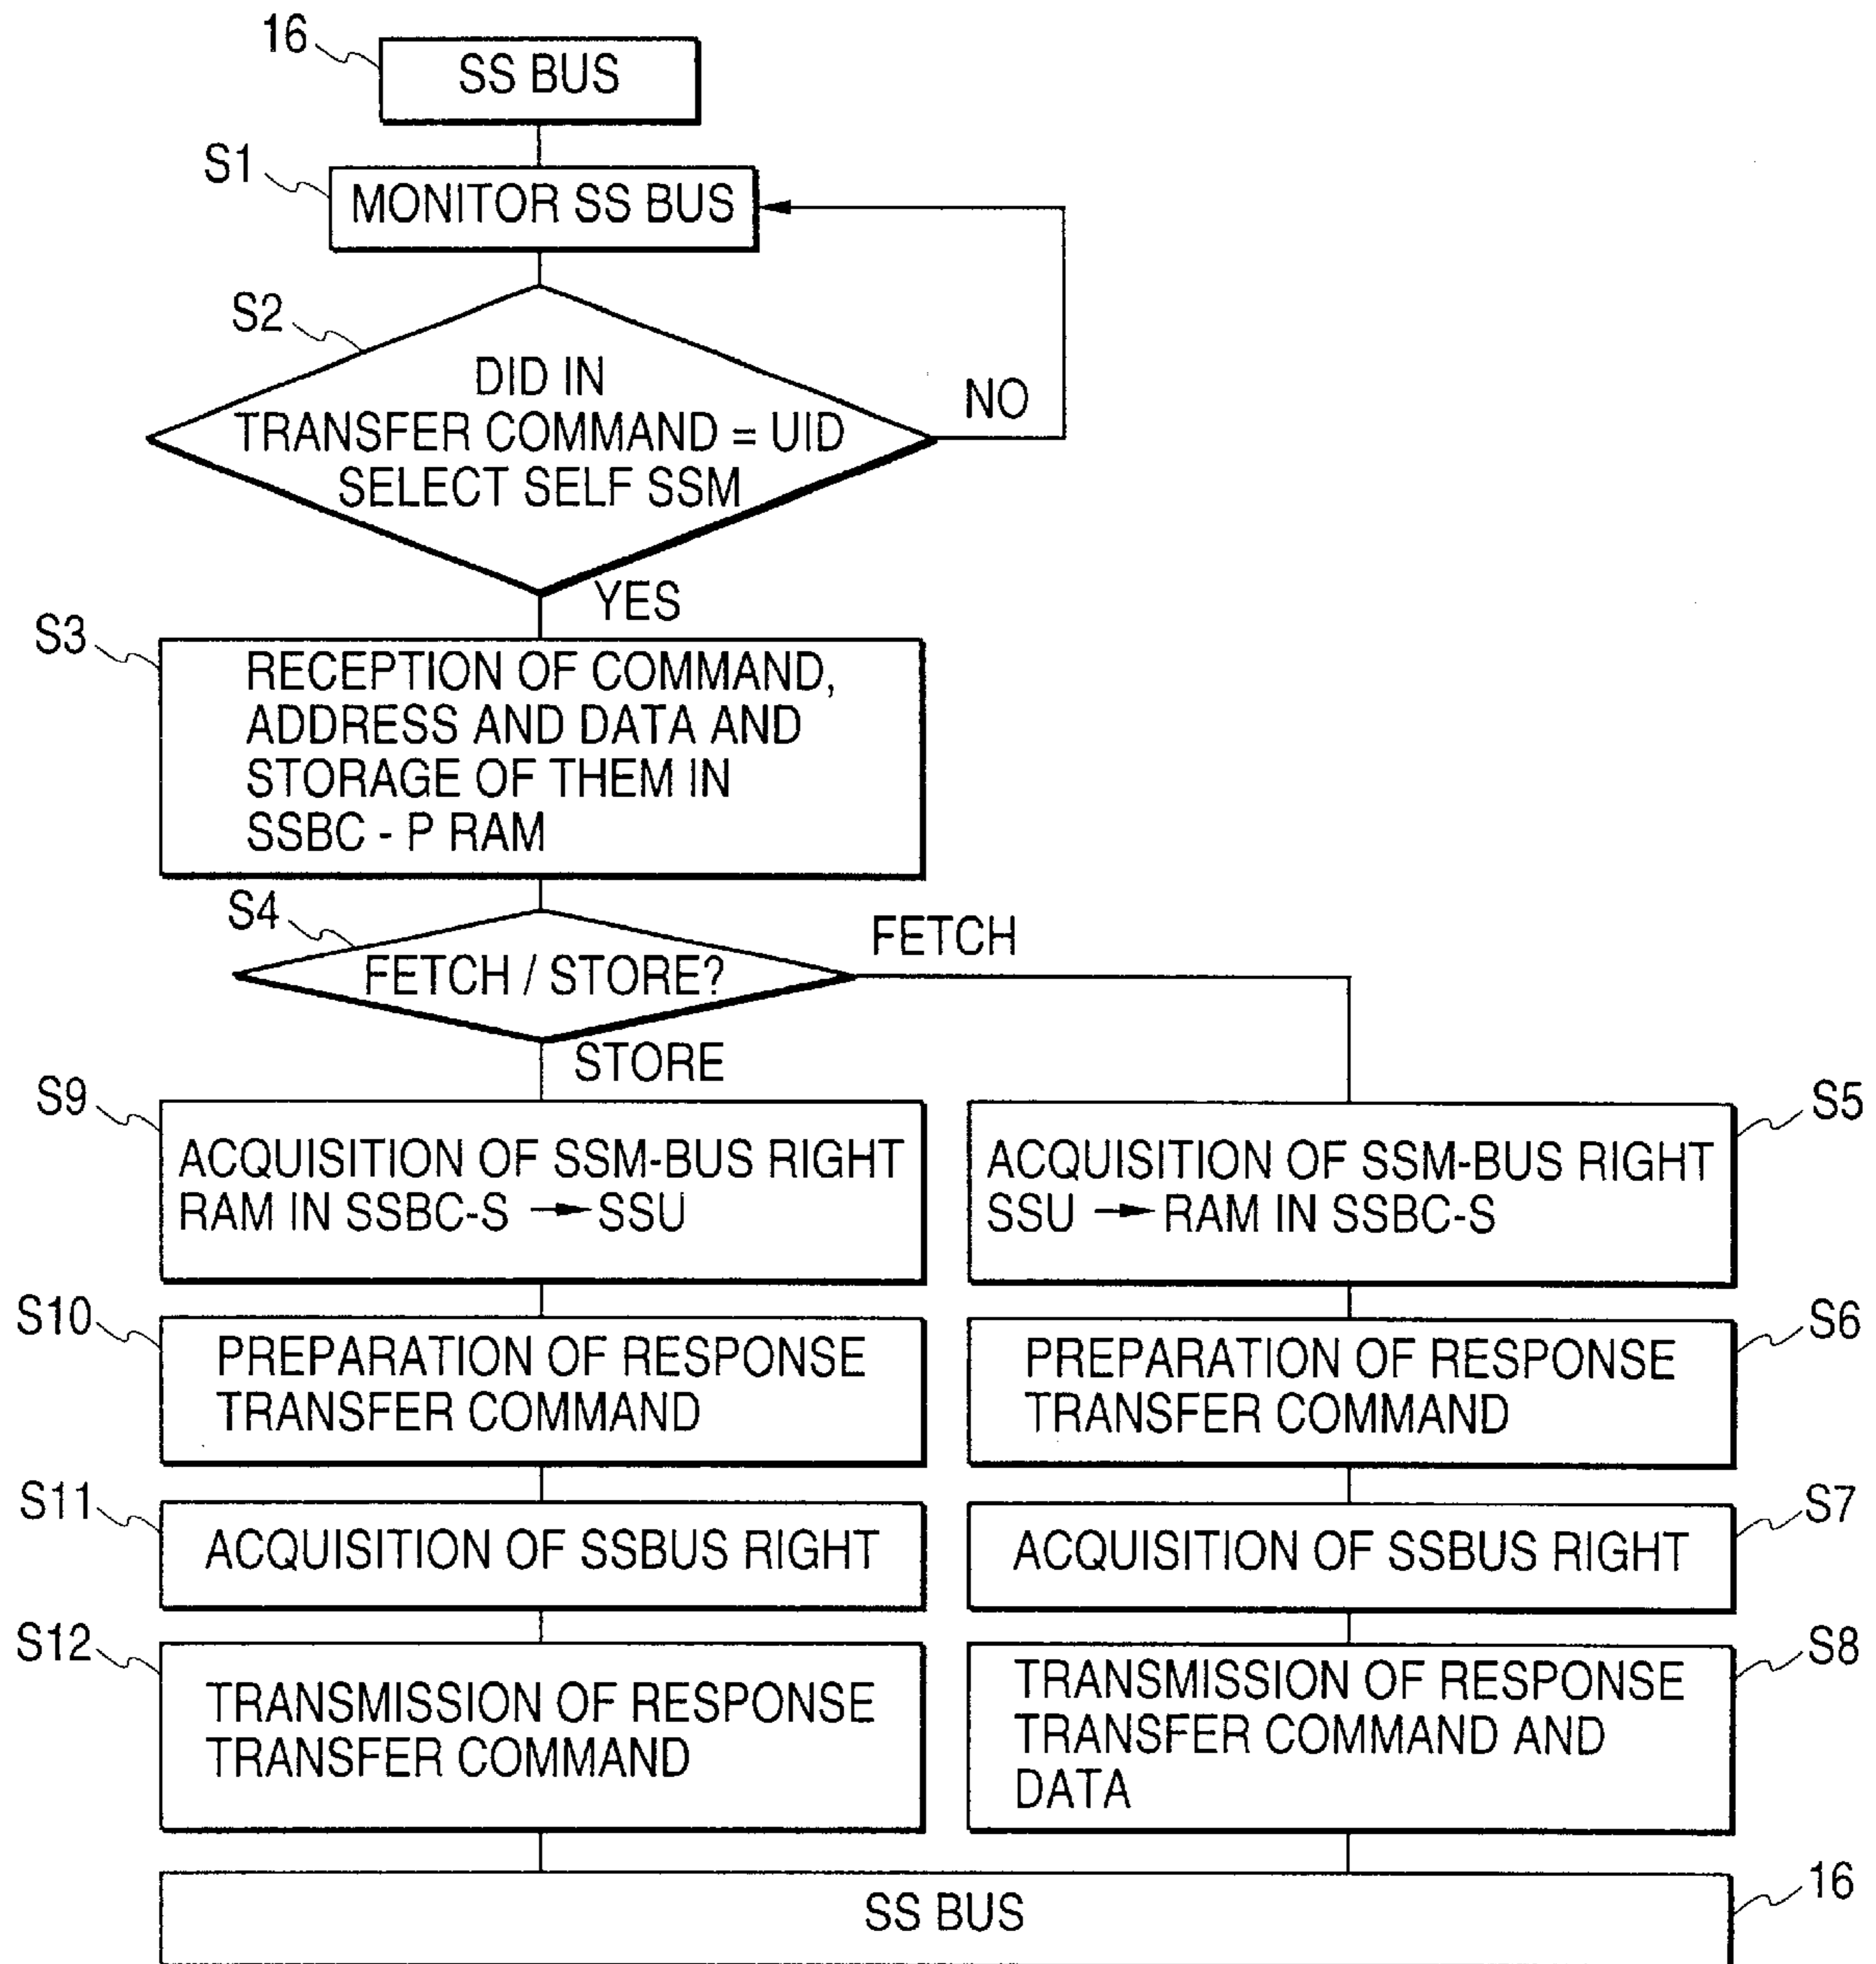 16
SS BUS
S1
MONITOR SS BUS
S2
DID IN
TRANSFER COMMAND = UID
SELECT SELF SSM
NO
YES
S3
RECEPTION OF COMMAND,
ADDRESS AND DATA AND
STORAGE OF THEM IN
SSBC - P RAM
S4
FETCH / STORE?
FETCH
STORE
S9
ACQUISITION OF SSM-BUS RIGHT
RAM IN SSBC-S → SSU
S5
ACQUISITION OF SSM-BUS RIGHT
SSU → RAM IN SSBC-S
S10
PREPARATION OF RESPONSE
TRANSFER COMMAND
S6
PREPARATION OF RESPONSE
TRANSFER COMMAND
S11
ACQUISITION OF SSBUS RIGHT
S7
ACQUISITION OF SSBUS RIGHT
S12
TRANSMISSION OF RESPONSE
TRANSFER COMMAND
S8
TRANSMISSION OF RESPONSE
TRANSFER COMMAND AND
DATA
SS BUS
16